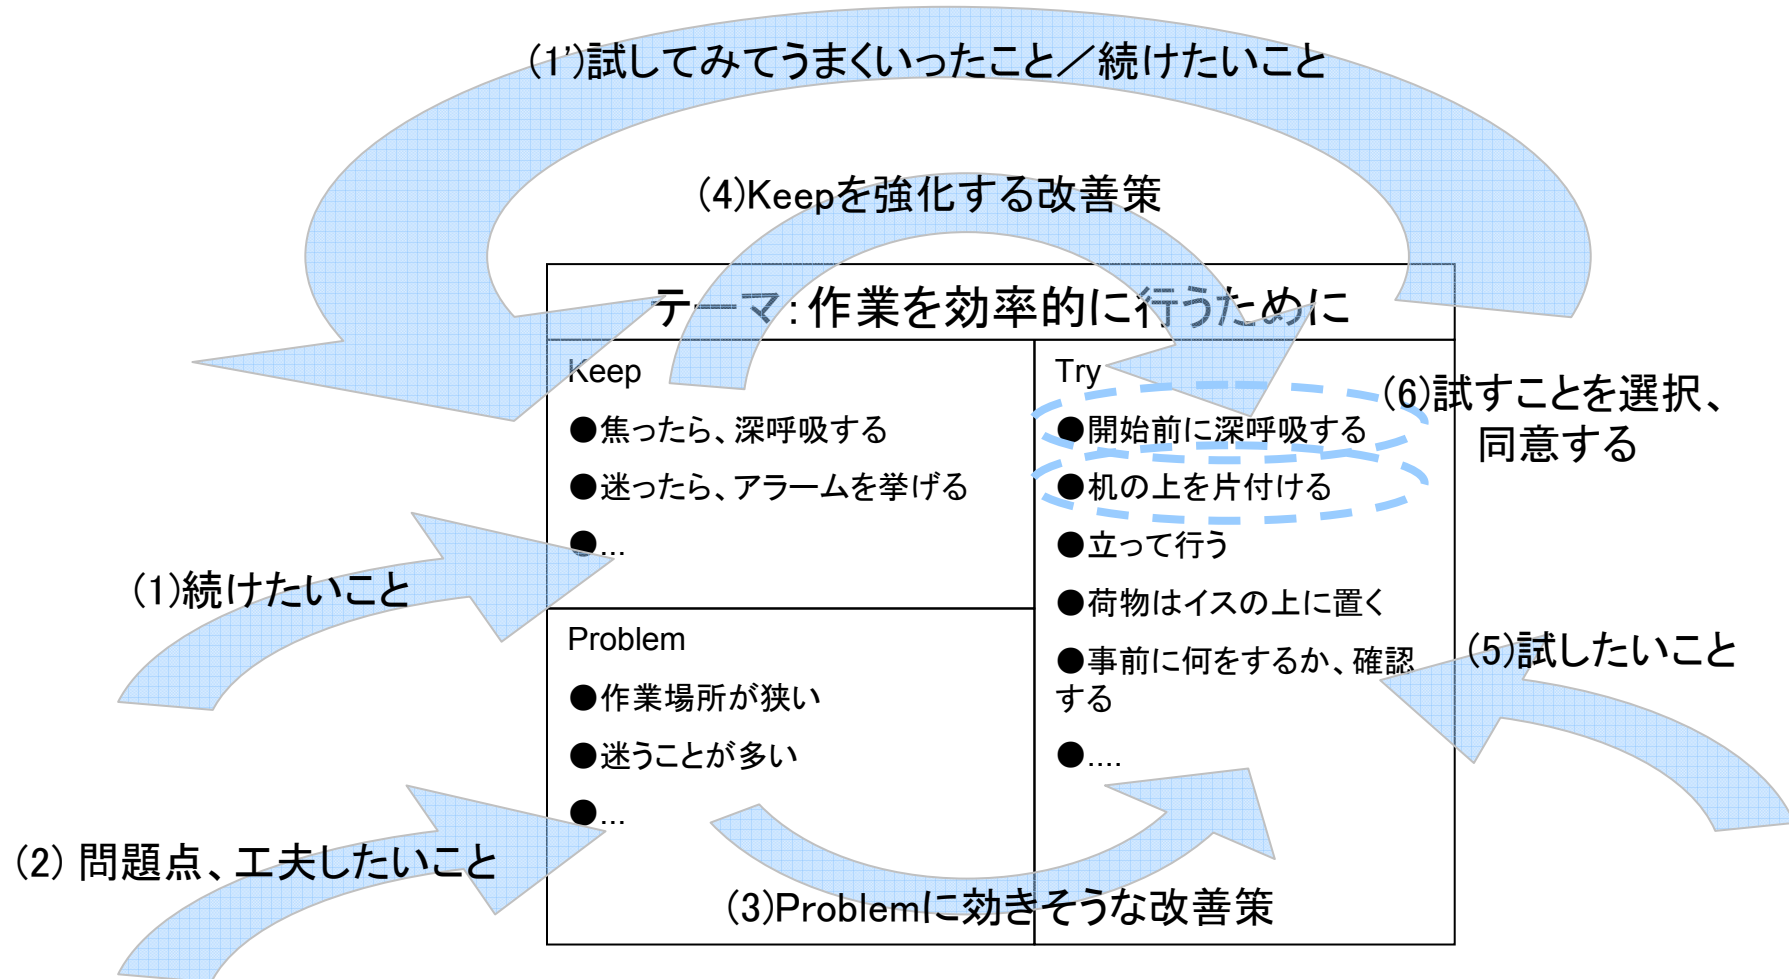 (1’)試してみてうまくいったこと／続けたいこと
(4)Keepを強化する改善策
テーマ：作業を効率的に行うために
Keep
●焦ったら、深呼吸する
●迷ったら、アラームを挙げる
●...
Try
●開始前に深呼吸する
●机の上を片付ける
●立って行う
●荷物はイスの上に置く
●事前に何をするか、確認
する
●....
(6)試すことを選択、
同意する
(1)続けたいこと
Problem
●作業場所が狭い
●迷うことが多い
●...
(5)試したいこと
(2) 問題点、工夫したいこと
(3)Problemに効きそうな改善策